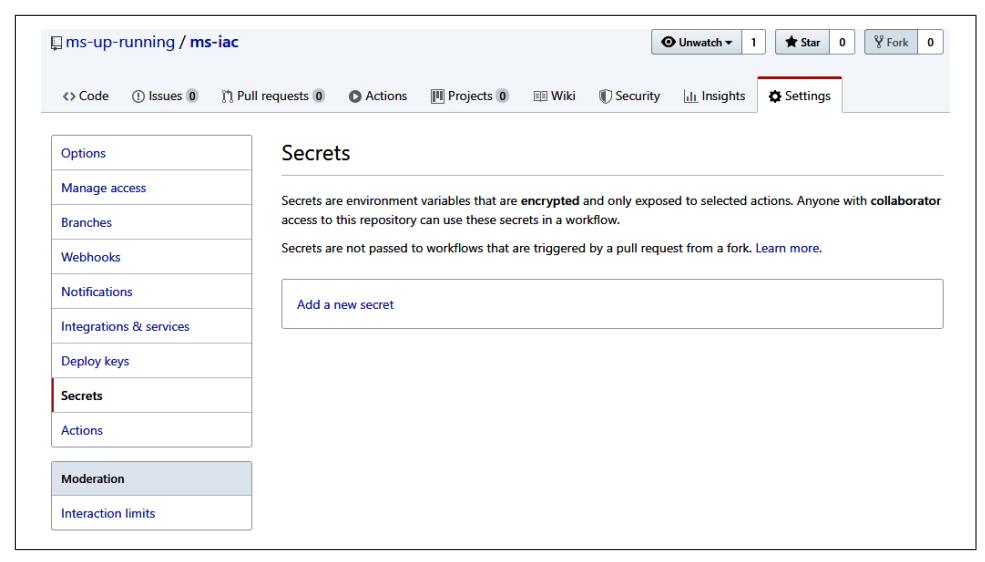 ms-up-running / ms-iac
Unwatch 1 Star 0 Fork 0
Code Issues 0 Pull requests 0 Actions Projects 0 Wiki Security Insights Settings
Options
Manage access
Branches
Webhooks
Notifications
Integrations & services
Deploy keys
Secrets
Actions
Moderation
Interaction limits
Secrets
Secrets are environment variables that are encrypted and only exposed to selected actions. Anyone with collaborator
access to this repository can use these secrets in a workflow.
Secrets are not passed to workflows that are triggered by a pull request from a fork. Learn more.
Add a new secret